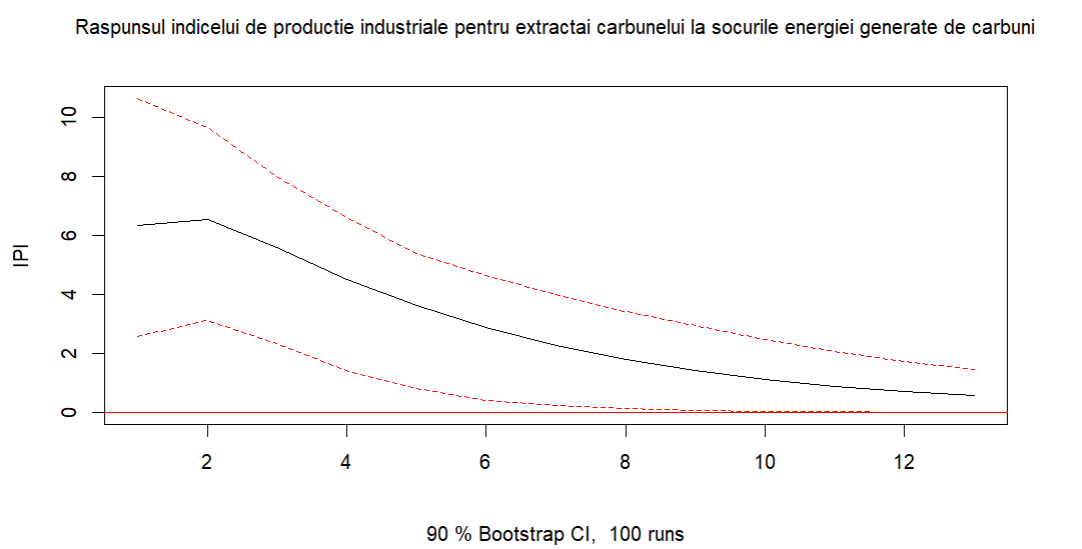 Raspunsul indicelui de productie industriale pentru extractai carbunelui la socurile energiei generate de carbuni
10
8
6
4
2
0
IPI
2 4 6 8 10 12
90 % Bootstrap CI, 100 runs